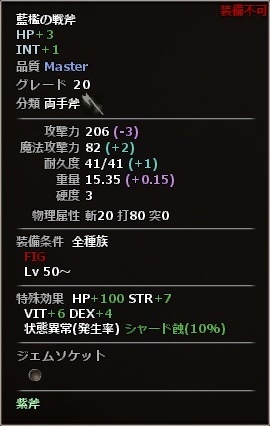 装備不可
藍檻の戦斧
HP+3
INT+1
品質 Master
グレード 20
分類 両手斧
攻撃力 206 (-3)
魔法攻撃力 82 (+2)
耐久度 41/41 (+1)
重量 15.35 (+0.15)
硬度 3
物理属性 斬20 打80 突0
装備条件 全種族
FIG
Lv 50～
特殊効果 HP+100 STR+7
VIT+6 DEX+4
状態異常(発生率) シャード蝕(10%)
ジェムソケット
紫斧